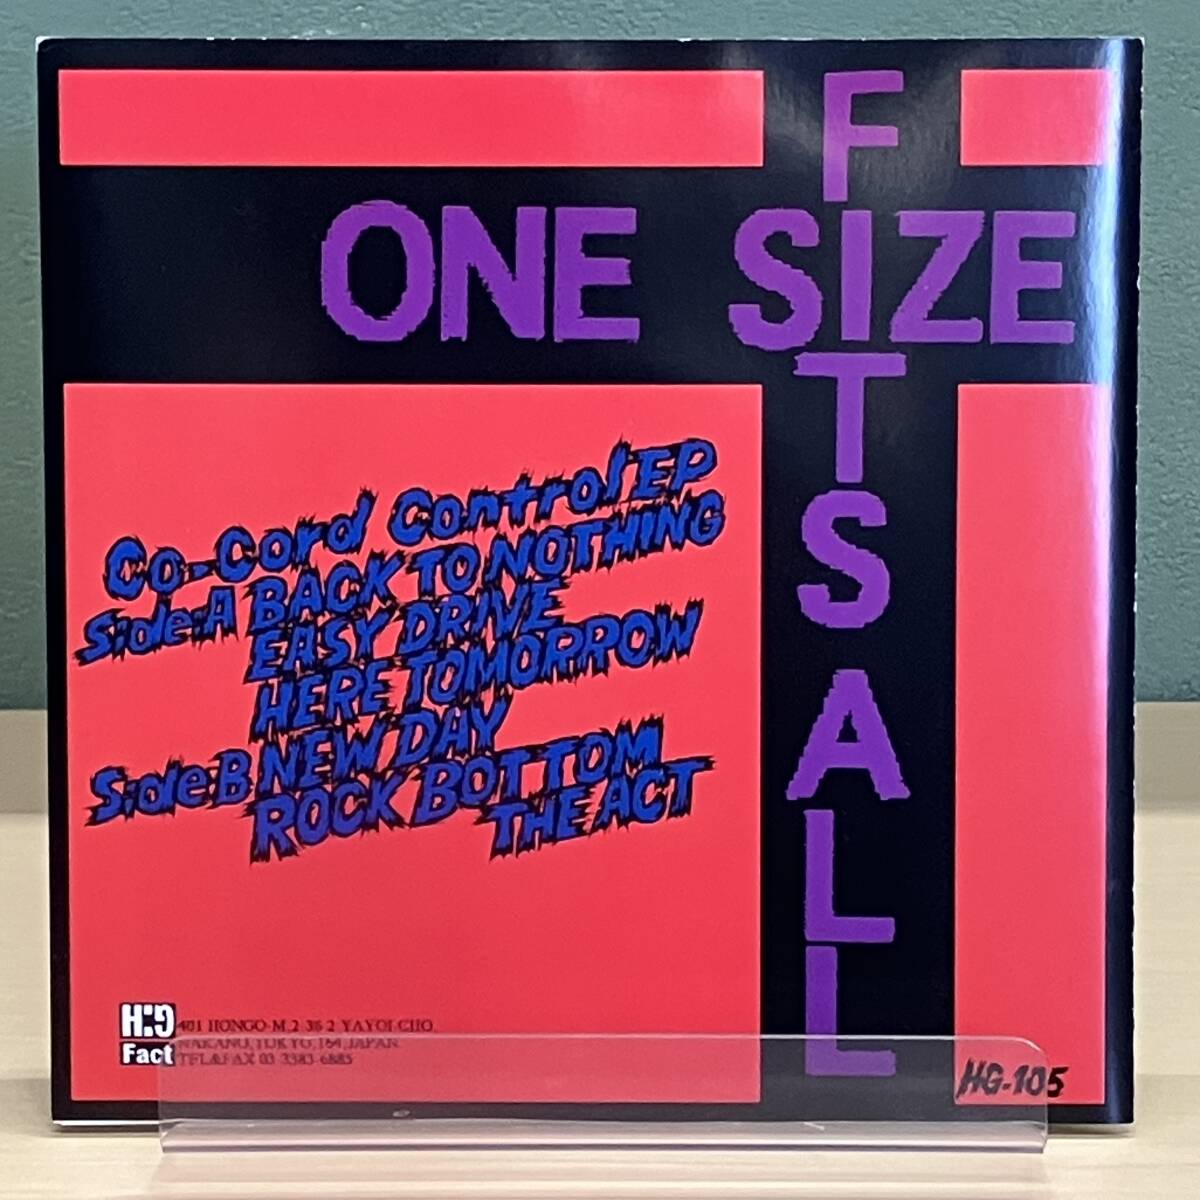 ONE SIZE
FITS ALL
Co-Cord Control EP
Side:A BACK TO NOTHING
EASY DRIVE
HERE TOMORROW
Side:B NEW DAY
ROCK BOTTOM
THE ACT
H:G
Fact
401 HONGO-M,2-36-2 YAYOI-CHO,
NAKANO,TOKYO,164,JAPAN
TEL&FAX 03-3383-6885
HG-105